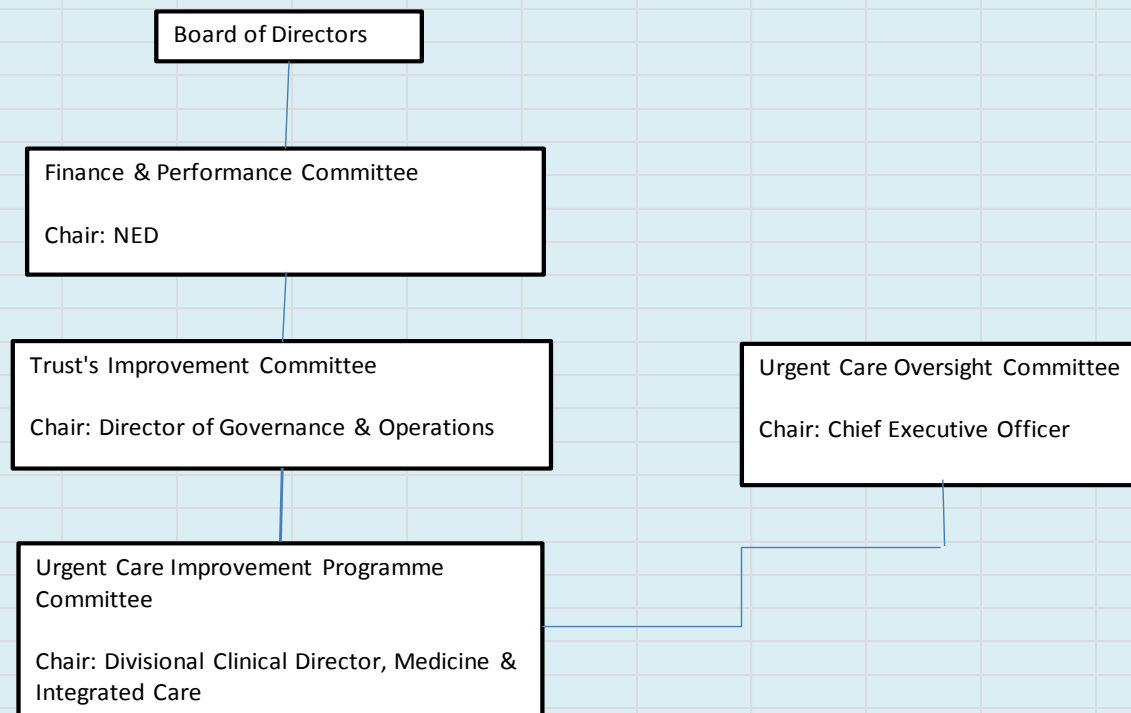 Board of Directors
Finance & Performance Committee
Chair: NED
Trust's Improvement Committee
Chair: Director of Governance & Operations
Urgent Care Oversight Committee
Chair: Chief Executive Officer
Urgent Care Improvement Programme
Committee
Chair: Divisional Clinical Director, Medicine &
Integrated Care